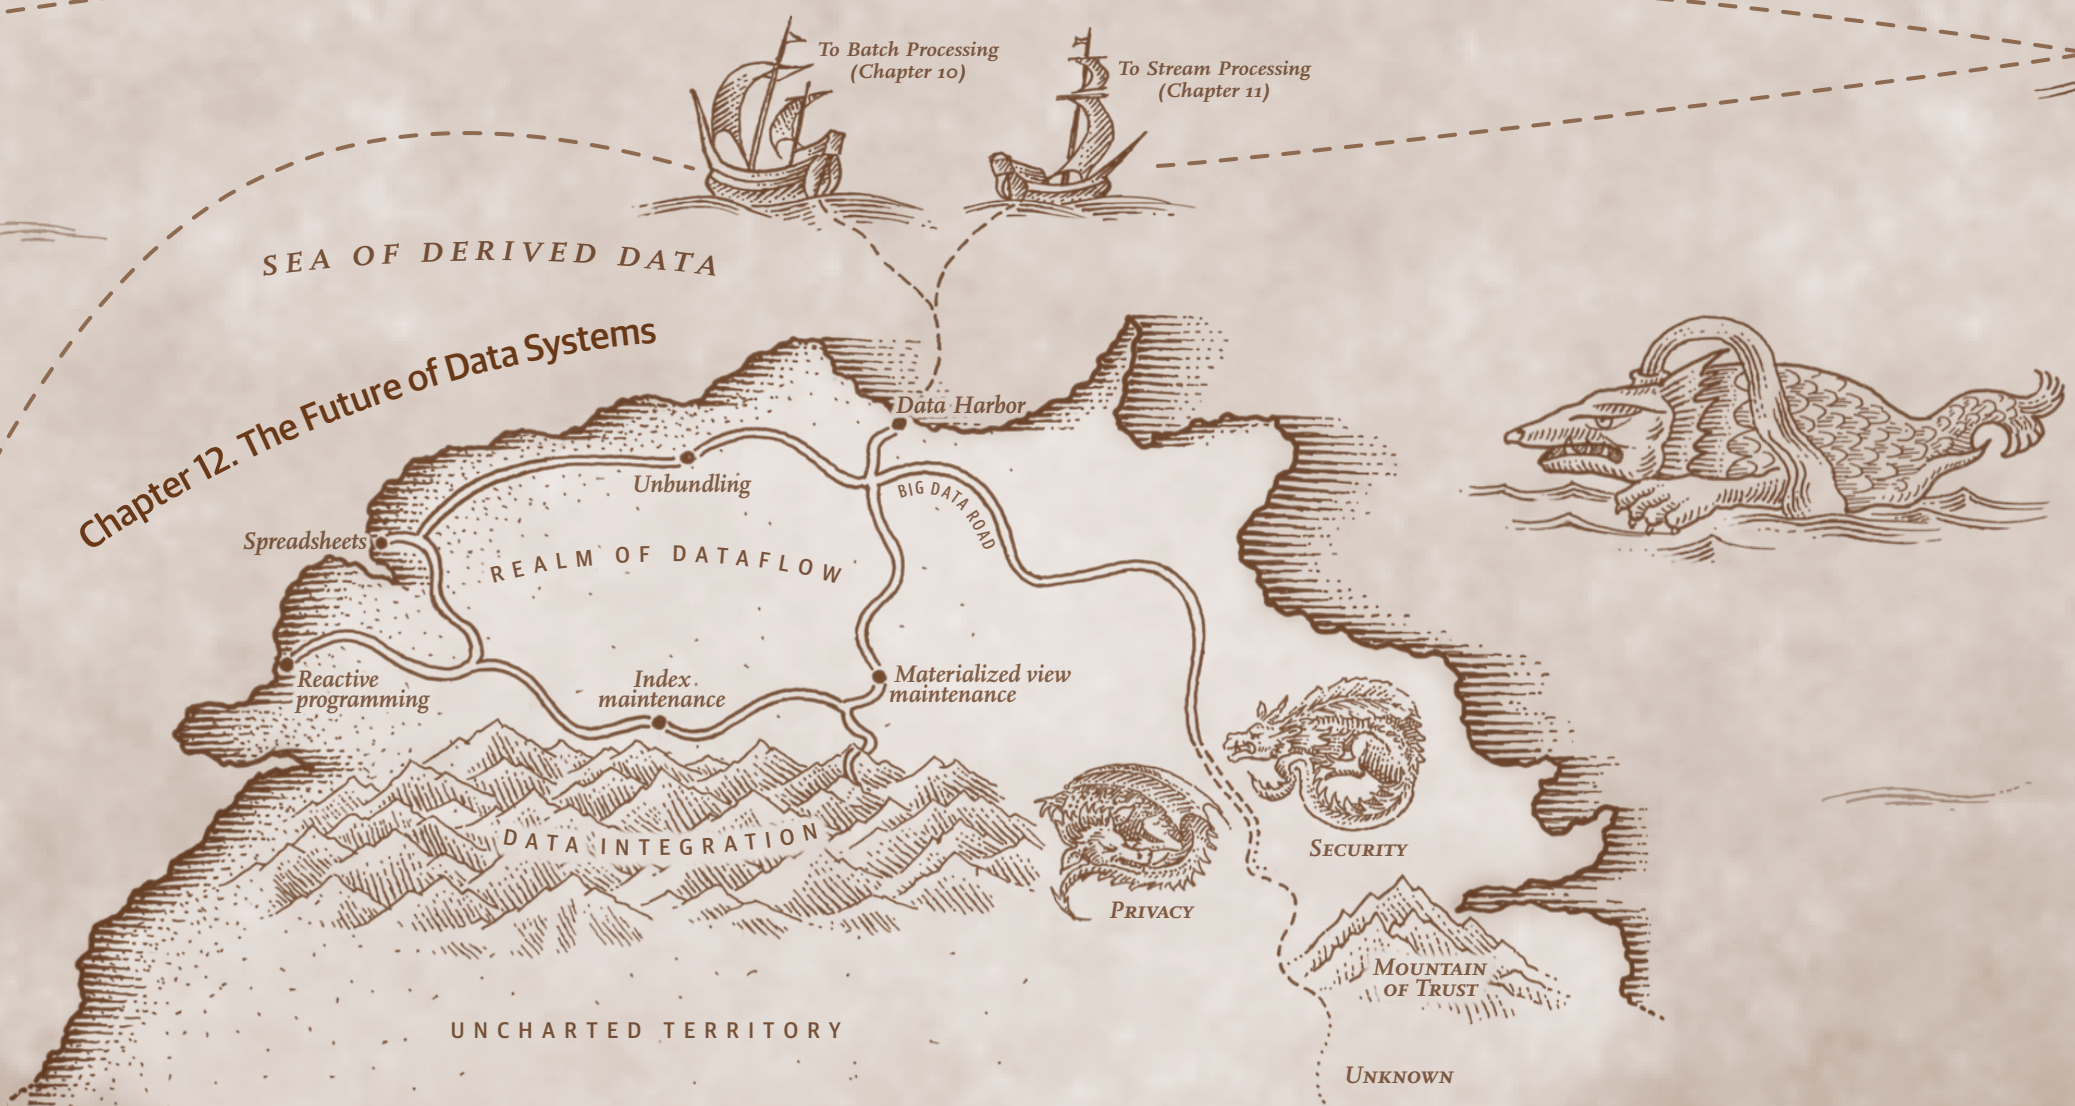 To Batch Processing
(Chapter 10)
To Stream Processing
(Chapter 11)
SEA OF DERIVED DATA
Chapter 12. The Future of Data Systems
Data Harbor
Unbundling
BIG DATA ROAD
Spreadsheets
REALM OF DATAFLOW
Reactive
programming
Index
maintenance
Materialized view
maintenance
DATA INTEGRATION
SECURITY
PRIVACY
MOUNTAIN
OF TRUST
UNCHARTED TERRITORY
UNKNOWN